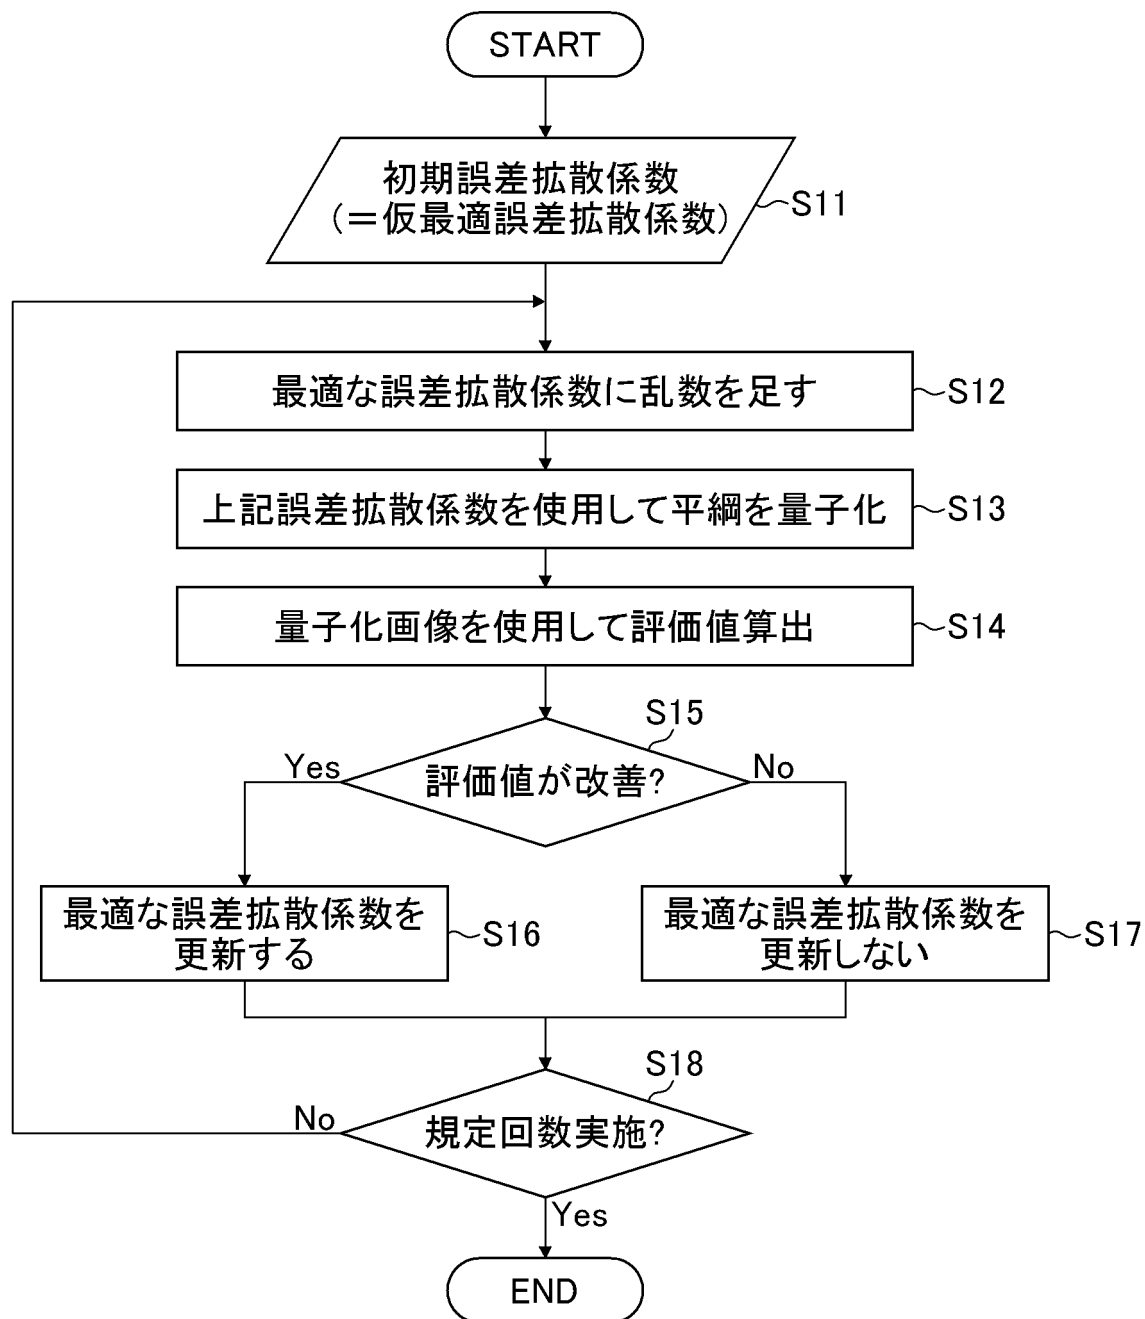 START
初期誤差拡散係数
(=仮最適誤差拡散係数)
S11
最適な誤差拡散係数に乱数を足す
S12
上記誤差拡散係数を使用して平綱を量子化
S13
量子化画像を使用して評価値算出
S14
S15
Yes
評価値が改善?
No
最適な誤差拡散係数を
更新する
S16
最適な誤差拡散係数を
更新しない
S17
S18
No
規定回数実施?
Yes
END